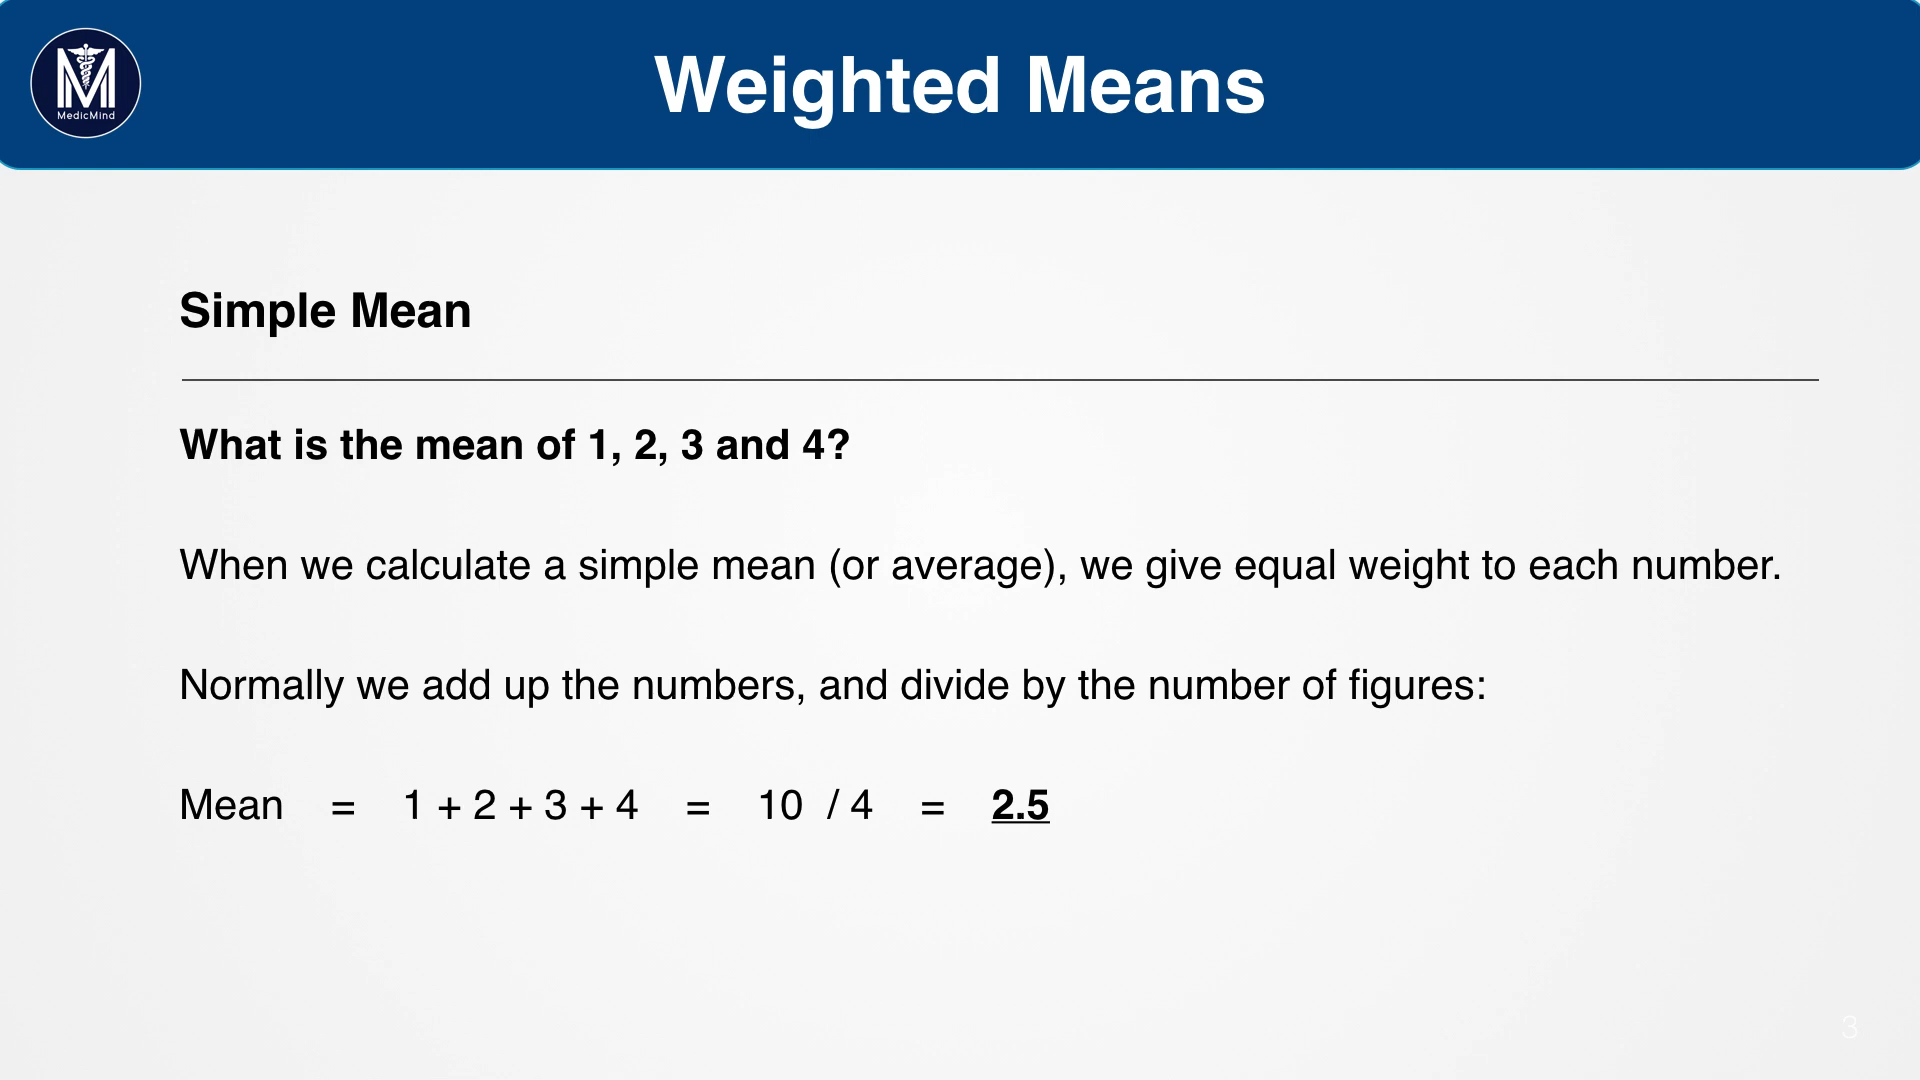 MedicMind
Weighted Means
Simple Mean
What is the mean of 1, 2, 3 and 4?
When we calculate a simple mean (or average), we give equal weight to each number.
Normally we add up the numbers, and divide by the number of figures:
Mean = 1 + 2 + 3 + 4 = 10 / 4 = 2.5
3